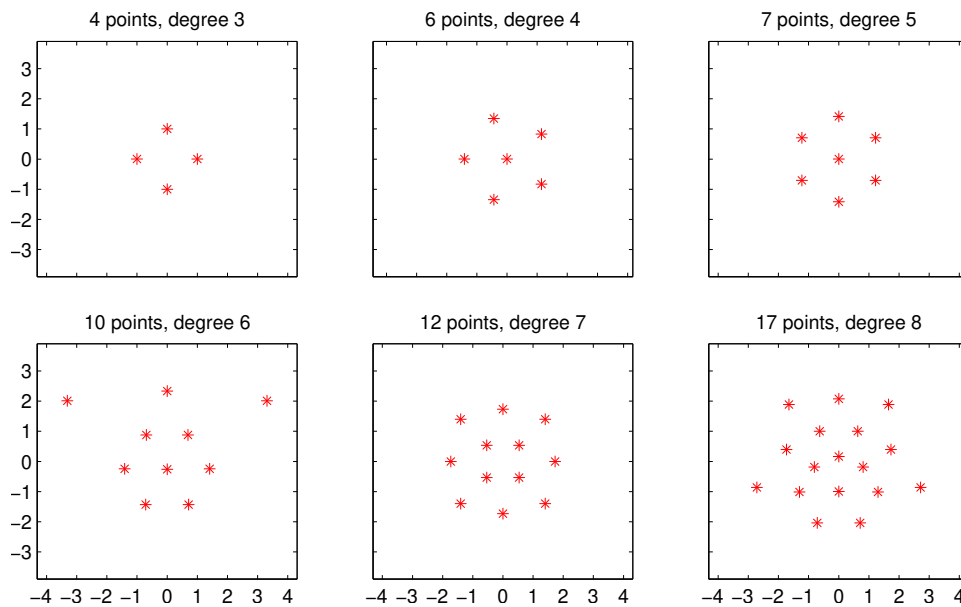 4 points, degree 3
6 points, degree 4
7 points, degree 5
3
2
1
0
−1
−2
−3
10 points, degree 6
12 points, degree 7
17 points, degree 8
3
2
1
0
−1
−2
−3
−4 −3 −2 −1 0 1 2 3 4
−4 −3 −2 −1 0 1 2 3 4
−4 −3 −2 −1 0 1 2 3 4